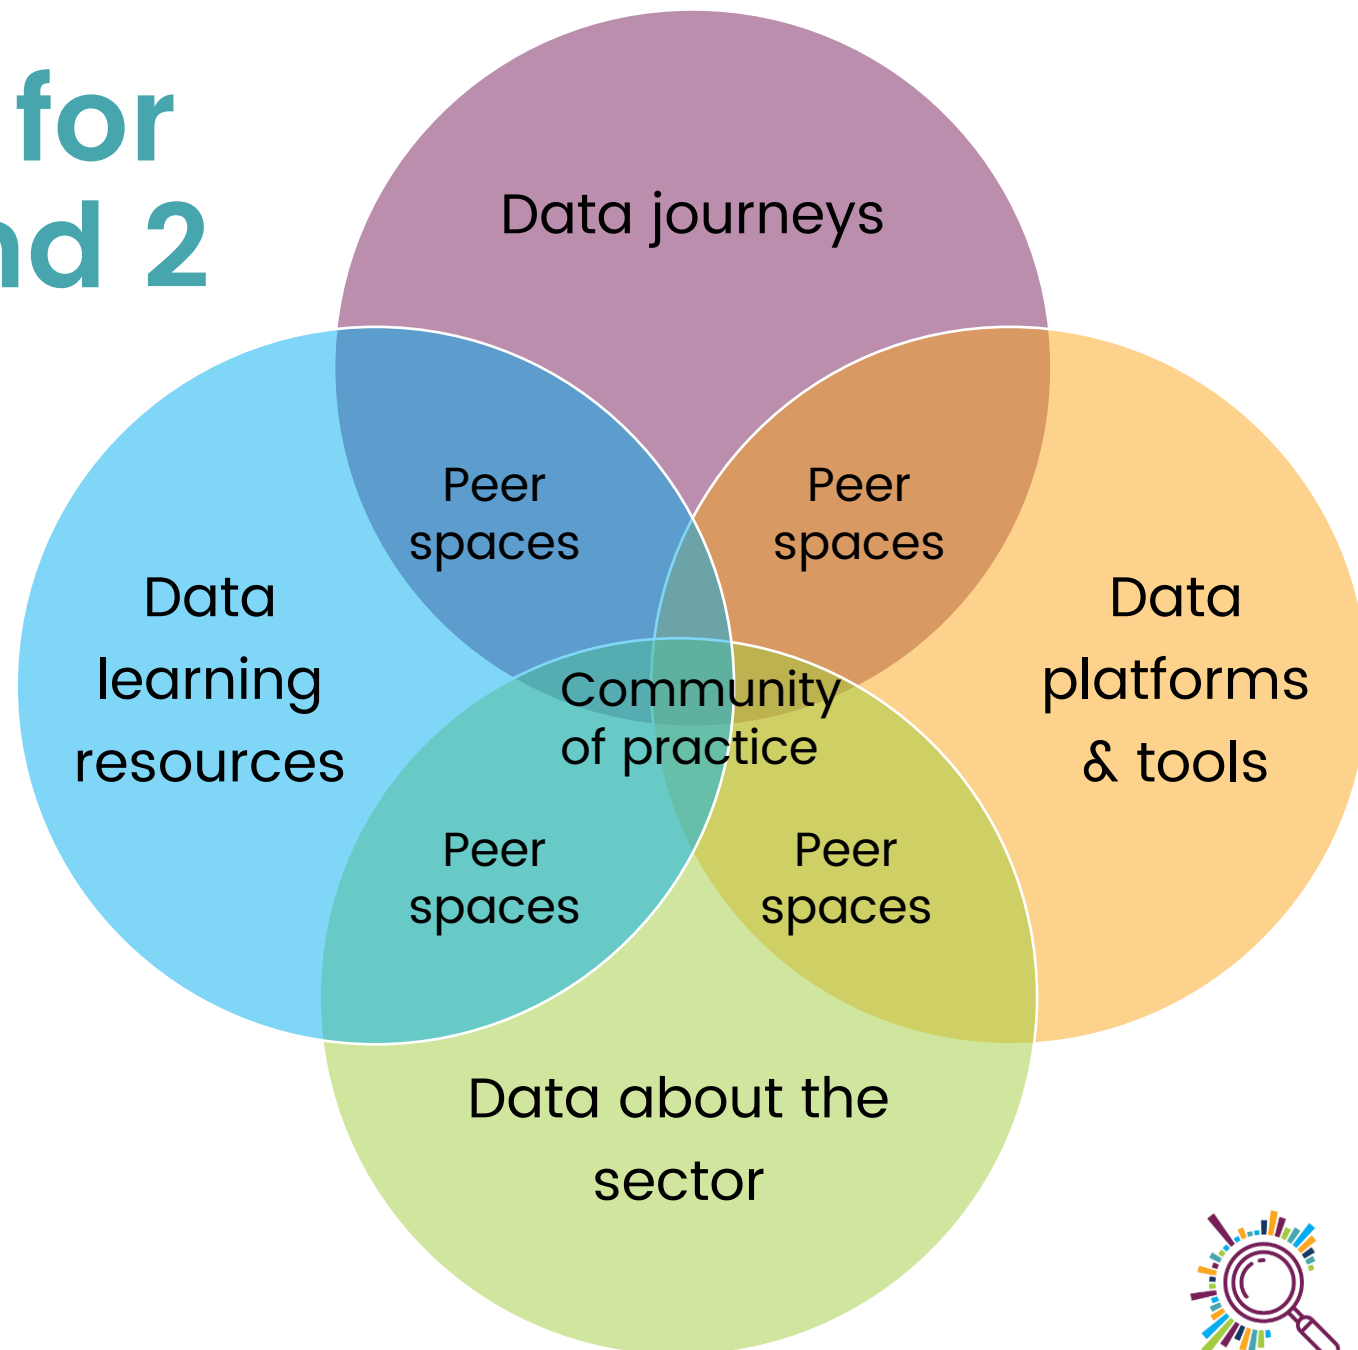 for
nd 2
Data journeys
Peer
spaces
Peer
spaces
Data
learning
resources
Data
platforms
& tools
Community
of practice
Peer
spaces
Peer
spaces
Data about the
sector